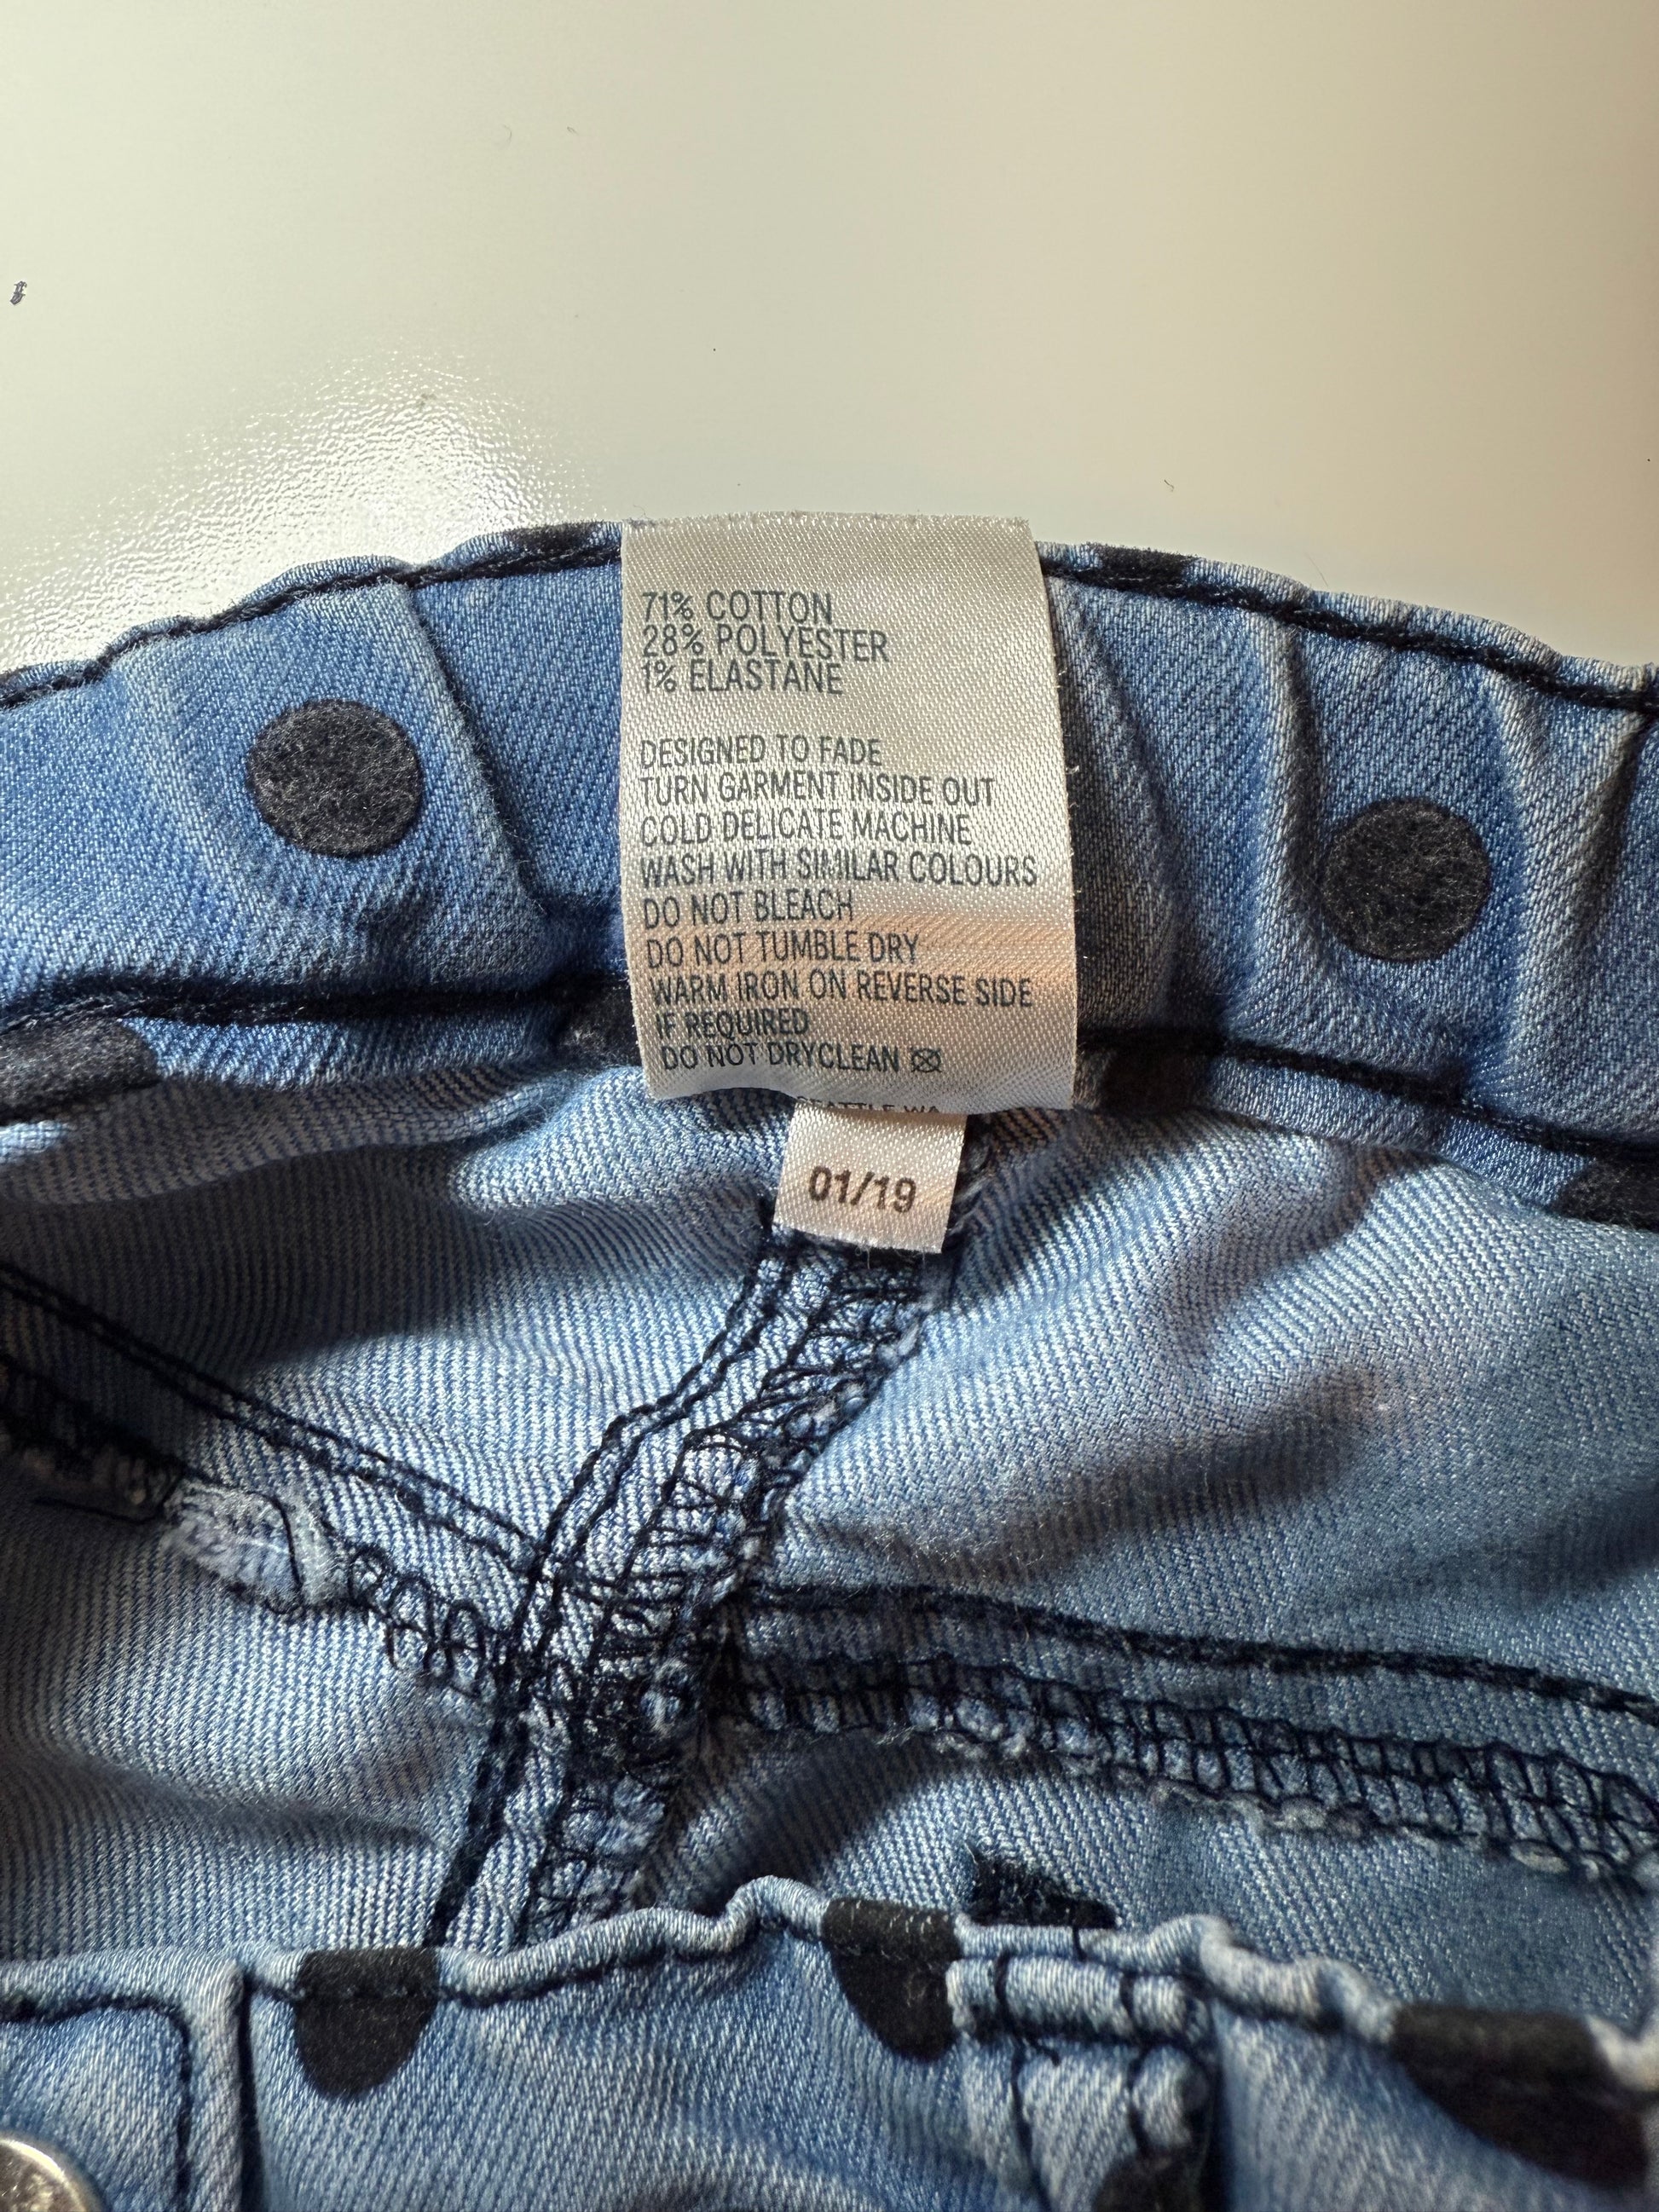 71% COTTON
28% POLYESTER
1% ELASTANE
DESIGNED TO FADE
TURN GARMENT INSIDE OUT
COLD DELICATE MACHINE
WASH WITH SIMILAR COLOURS
DO NOT BLEACH
DO NOT TUMBLE DRY
WARM IRON ON REVERSE SIDE
IF REQUIRED
DO NOT DRYCLEAN
SEATTLE WA
01/19